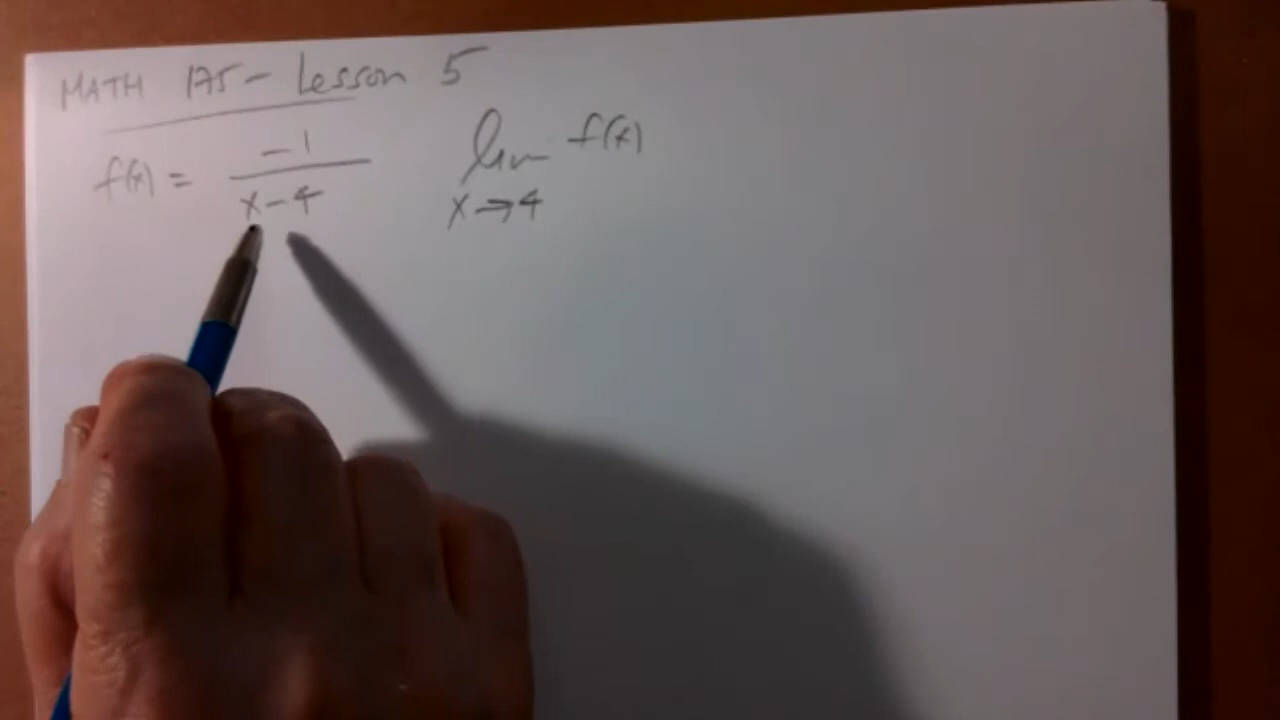 MATH 175 - Lesson 5
f(x) = -1 / x-4
lim f(x)
x→4